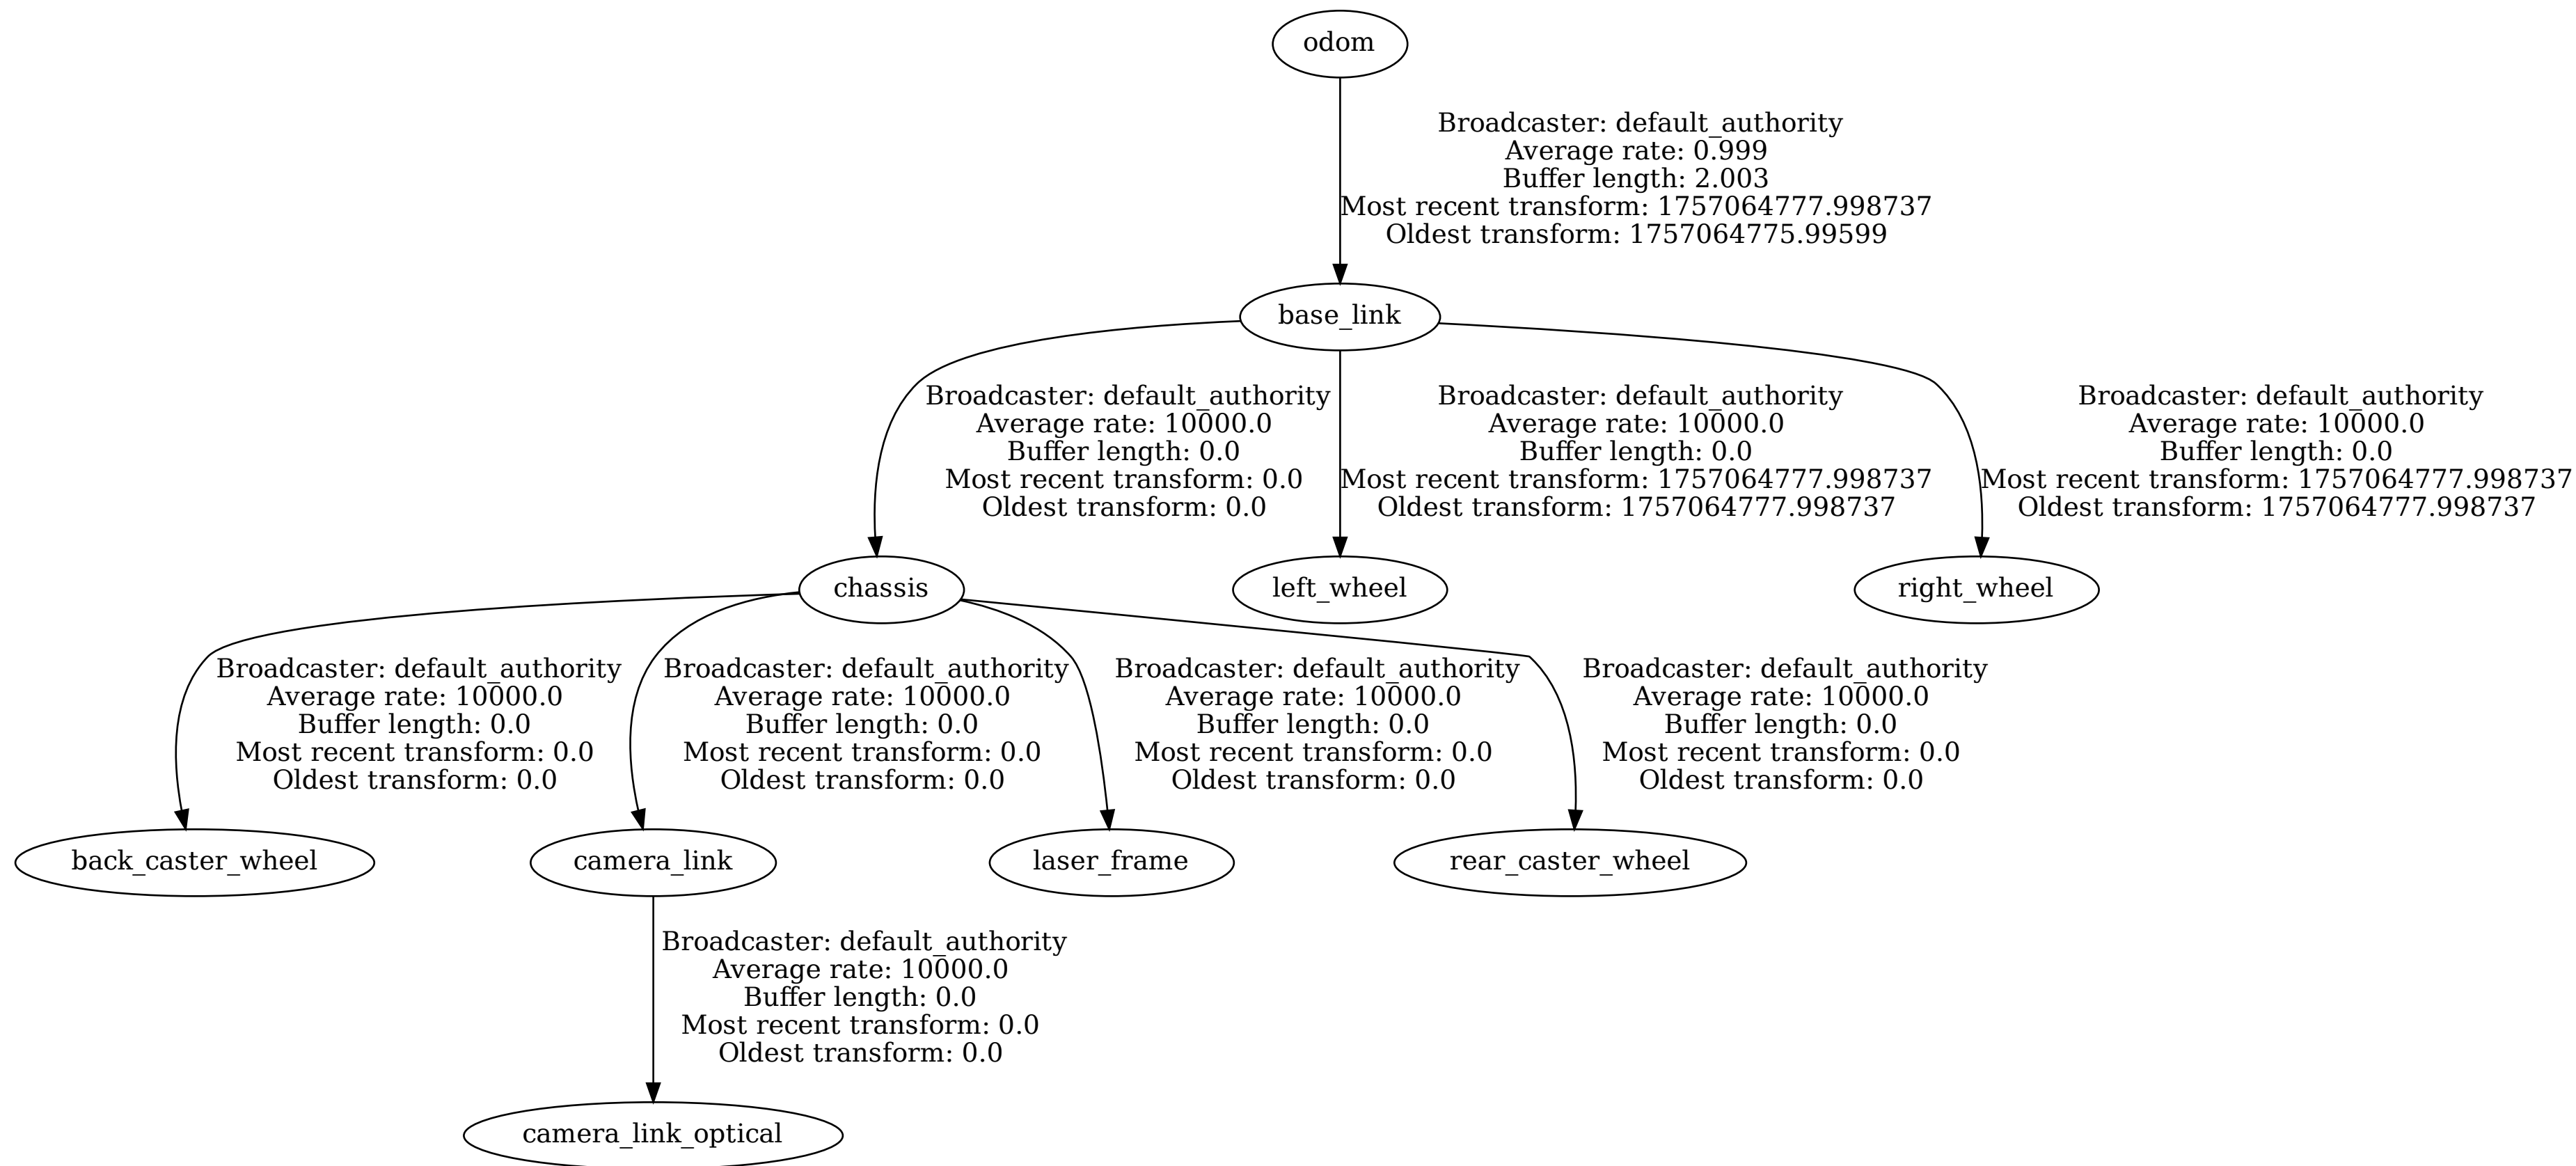 odom
Broadcaster: default_authority
Average rate: 0.999
Buffer length: 2.003
Most recent transform: 1757064777.998737
Oldest transform: 1757064775.99599
base_link
Broadcaster: default_authority
Average rate: 10000.0
Buffer length: 0.0
Most recent transform: 0.0
Oldest transform: 0.0
Broadcaster: default_authority
Average rate: 10000.0
Buffer length: 0.0
Most recent transform: 1757064777.998737
Oldest transform: 1757064777.998737
Broadcaster: default_authority
Average rate: 10000.0
Buffer length: 0.0
Most recent transform: 1757064777.998737
Oldest transform: 1757064777.998737
chassis
left_wheel
right_wheel
Broadcaster: default_authority
Average rate: 10000.0
Buffer length: 0.0
Most recent transform: 0.0
Oldest transform: 0.0
Broadcaster: default_authority
Average rate: 10000.0
Buffer length: 0.0
Most recent transform: 0.0
Oldest transform: 0.0
Broadcaster: default_authority
Average rate: 10000.0
Buffer length: 0.0
Most recent transform: 0.0
Oldest transform: 0.0
Broadcaster: default_authority
Average rate: 10000.0
Buffer length: 0.0
Most recent transform: 0.0
Oldest transform: 0.0
back_caster_wheel
camera_link
laser_frame
rear_caster_wheel
Broadcaster: default_authority
Average rate: 10000.0
Buffer length: 0.0
Most recent transform: 0.0
Oldest transform: 0.0
camera_link_optical